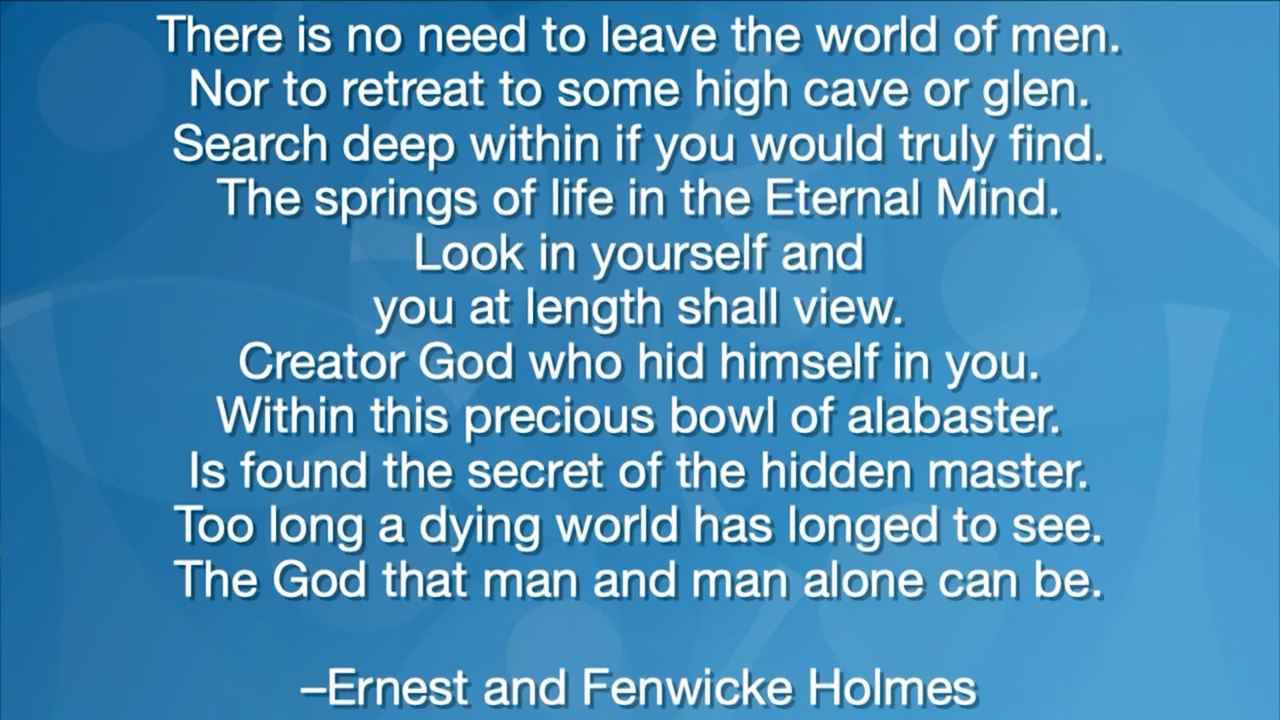 There is no need to leave the world of men.
Nor to retreat to some high cave or glen.
Search deep within if you would truly find.
The springs of life in the Eternal Mind.
Look in yourself and
you at length shall view.
Creator God who hid himself in you.
Within this precious bowl of alabaster.
Is found the secret of the hidden master.
Too long a dying world has longed to see.
The God that man and man alone can be.
–Ernest and Fenwicke Holmes